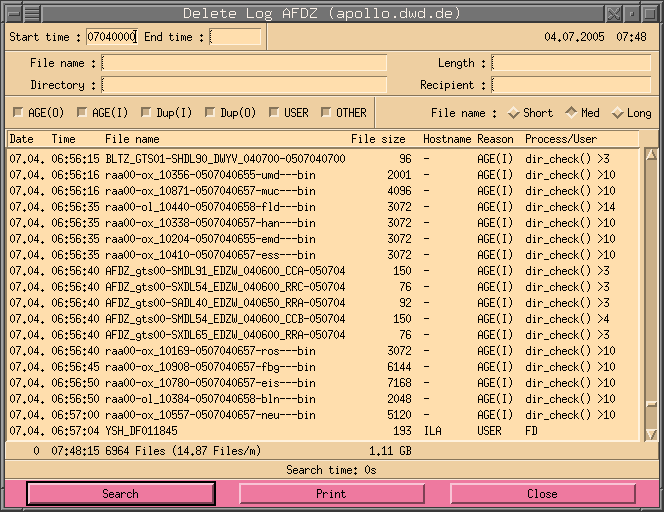 Delete Log AFDZ (apollo.dwd.de)
Start time : 07040000 End time : 04.07.2005 07:48
File name : Length :
Directory : Recipient :
AGE(O) AGE(I) Dup(I) Dup(O) USER OTHER File name : Short Med Long
Date Time File name File size Hostname Reason Process/User
07.04. 06:56:15 BLTZ_GTS01-SHDL90_DWYV_040700-0507040700 96 - AGE(I) dir_check() >3
07.04. 06:56:16 raa00-ox_10356-0507040655-umd---bin 2001 - AGE(I) dir_check() >10
07.04. 06:56:16 raa00-ox_10871-0507040657-muc---bin 4096 - AGE(I) dir_check() >10
07.04. 06:56:35 raa00-ol_10440-0507040658-fld---bin 3072 - AGE(I) dir_check() >14
07.04. 06:56:35 raa00-ox_10338-0507040657-han---bin 3072 - AGE(I) dir_check() >10
07.04. 06:56:35 raa00-ox_10204-0507040655-emd---bin 3072 - AGE(I) dir_check() >10
07.04. 06:56:35 raa00-ox_10410-0507040657-ess---bin 3072 - AGE(I) dir_check() >10
07.04. 06:56:40 AFDZ_gts00-SMDL91_EDZW_040600_CCA-050704 150 - AGE(I) dir_check() >3
07.04. 06:56:40 AFDZ_gts00-SXDL54_EDZW_040600_RRC-050704 76 - AGE(I) dir_check() >3
07.04. 06:56:40 AFDZ_gts00-SADL40_EDZW_040650_RRA-050704 92 - AGE(I) dir_check() >3
07.04. 06:56:40 AFDZ_gts00-SMDL54_EDZW_040600_CCB-050704 150 - AGE(I) dir_check() >4
07.04. 06:56:40 AFDZ_gts00-SXDL65_EDZW_040600_RRA-050704 76 - AGE(I) dir_check() >3
07.04. 06:56:40 raa00-ox_10169-0507040657-ros---bin 3072 - AGE(I) dir_check() >10
07.04. 06:56:45 raa00-ox_10908-0507040657-fbg---bin 6144 - AGE(I) dir_check() >10
07.04. 06:56:50 raa00-ox_10780-0507040657-eis---bin 7168 - AGE(I) dir_check() >10
07.04. 06:56:50 raa00-ol_10384-0507040658-bln---bin 2048 - AGE(I) dir_check() >10
07.04. 06:57:00 raa00-ox_10557-0507040657-neu---bin 5120 - AGE(I) dir_check() >10
07.04. 06:57:04 YSH_DF011845 193 ILA USER FD
0 07:48:15 6964 Files (14.87 Files/m) 1.11 GB
Search time: 0s
Search Print Close